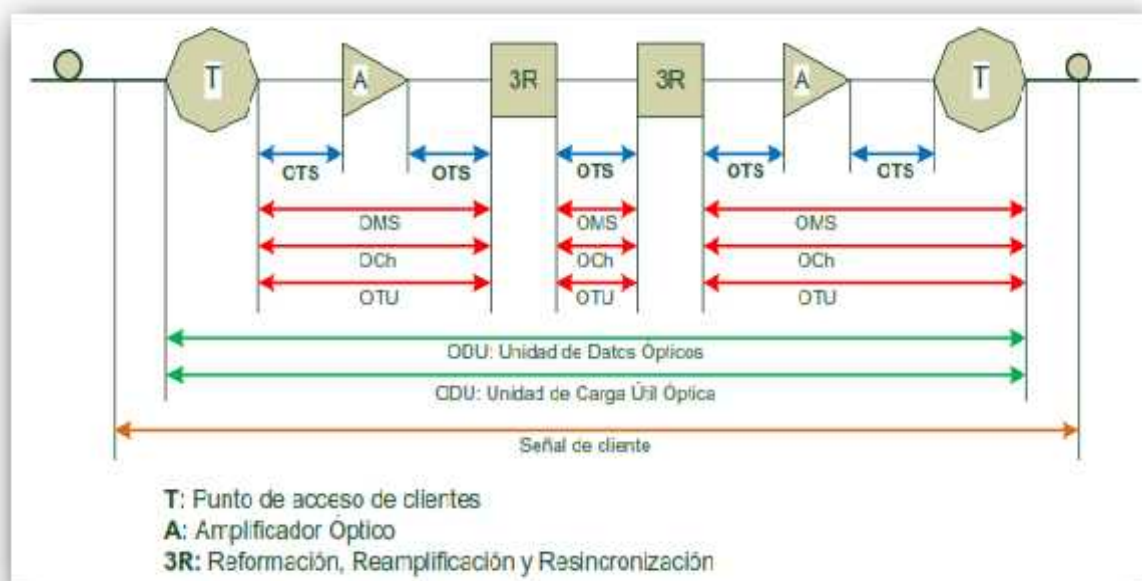 T A 3R 3R A T
OTS OTS OTS OTS OTS
OMS OMS OMS
OCh OCh OCh
OTU OTU OTU
ODU: Unidad de Datos Ópticos
ODU: Unidad de Carga Útil Óptica
Señal de cliente
T: Punto de acceso de clientes
A: Amplificador Óptico
3R: Reformación, Reamplificación y Resincronización